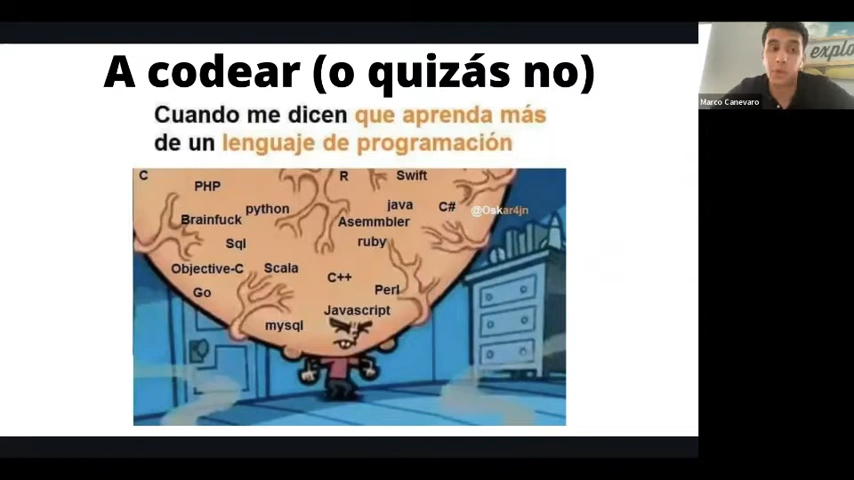 A codear (o quizás no)
Cuando me dicen que aprenda más
de un lenguaje de programación
C
R
Swift
PHP
java
C#
@Oskar4jn
python
Brainfuck
Asemmbler
Sql
ruby
Objective-C
Scala
C++
Go
Perl
Javascript
mysql
explo
Marco Canevaro